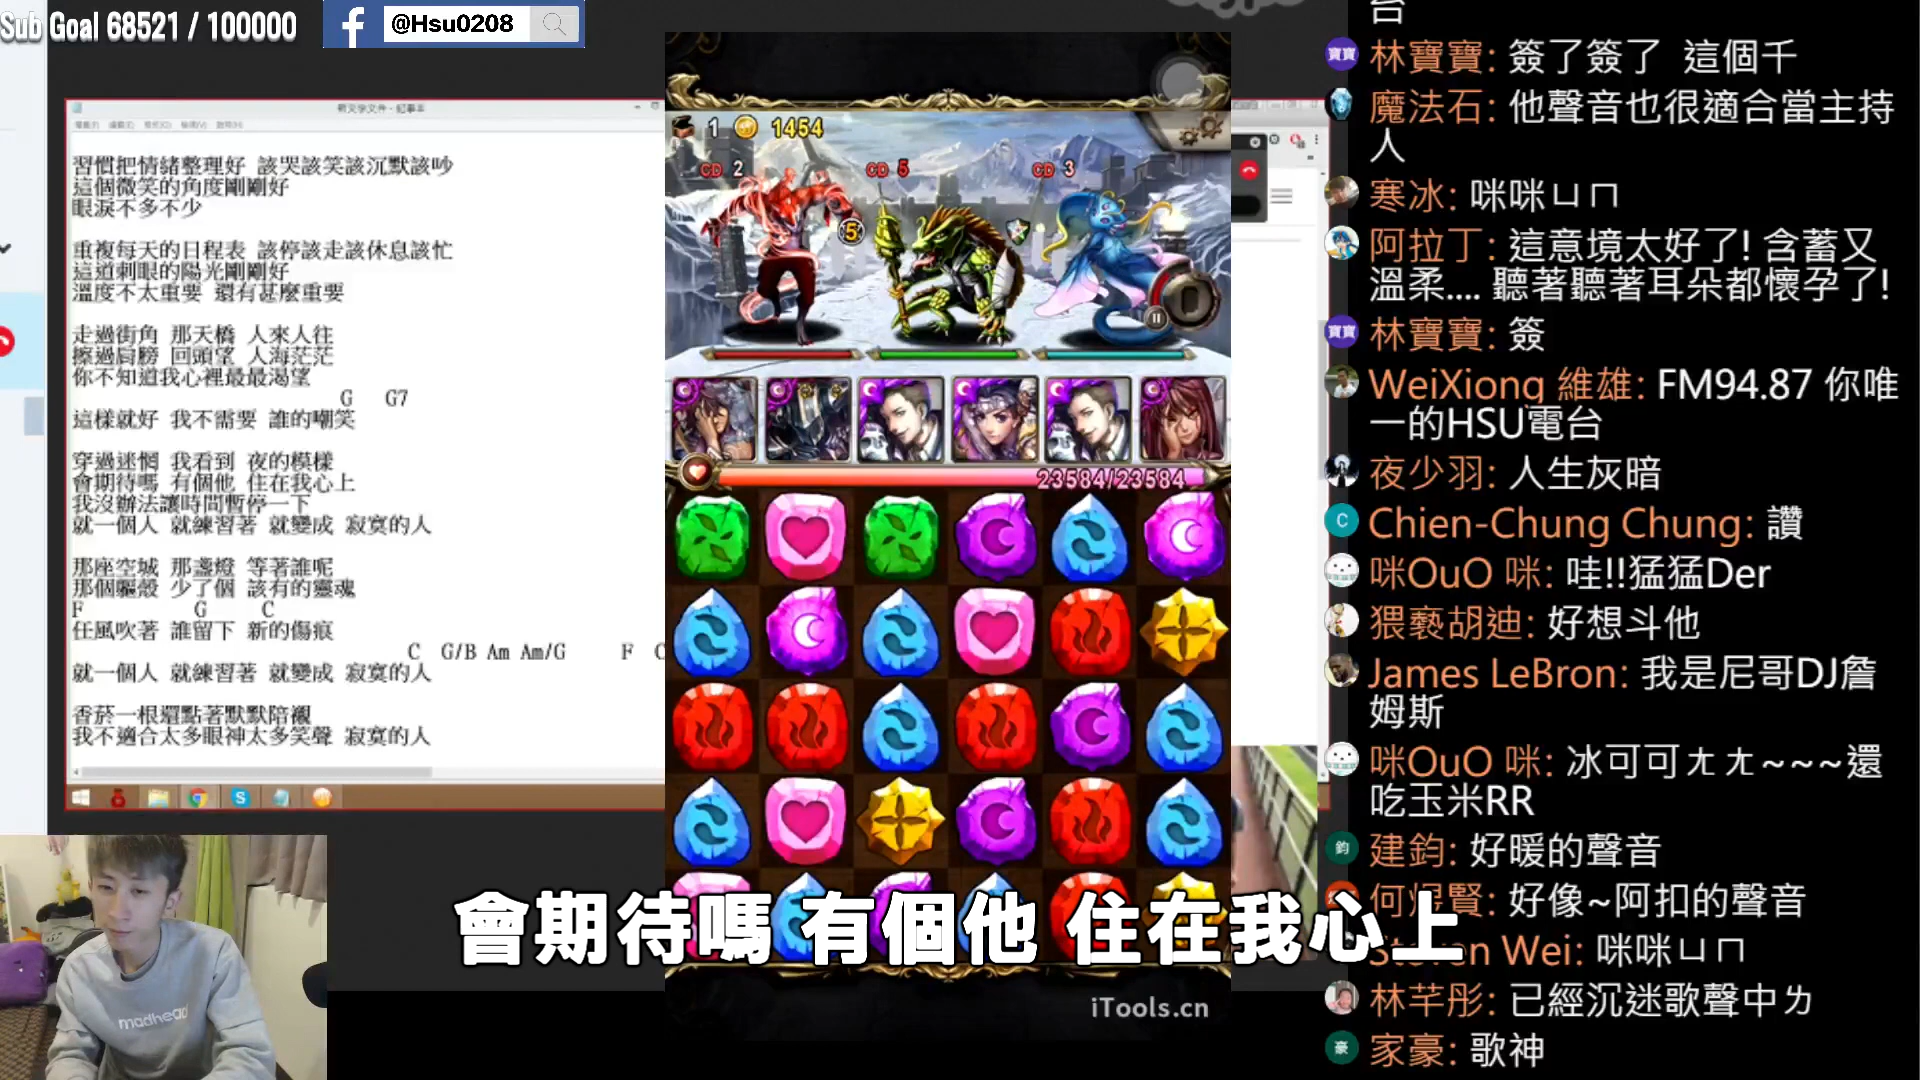 Sub Goal 68521 / 100000
@Hsu0208
習慣把情緒整理好 該哭該笑該沉默該吵
這個微笑的角度剛剛好
眼淚不多不少
重複每天的日程表 該停該走該休息該忙
這道刺眼的陽光剛剛好
溫度不太重要 還有甚麼重要
走過街角 那天橋 人來人往
擦過肩膀 回頭望 人海茫茫
你不知道我心裡最最渴望
G G7
這樣就好 我不需要 誰的嘲笑
穿過迷惘 我看到 夜的模樣
會期待嗎 有個他 住在我心上
我沒辦法讓時間暫停一下
就一個人 就練習著 就變成 寂寞的人
那座空城 那盞燈 等著誰呢
那個軀殼 少了個 該有的靈魂
F G C
任風吹著 誰留下 新的傷痕
C G/B Am Am/G F C
就一個人 就練習著 就變成 寂寞的人
香菸一根還點著默默陪襯
我不適合太多眼神太多笑聲 寂寞的人
1 1454
CD 2
CD 5
CD 3
5
0
23584/23584
iTools.cn
會期待嗎 有個他 住在我心上
madhead
台
林寶寶: 簽了簽了 這個千
魔法石: 他聲音也很適合當主持
人
寒冰: 咪咪ㄩㄇ
阿拉丁: 這意境太好了! 含蓄又
溫柔.... 聽著聽著耳朵都懷孕了!
林寶寶: 簽
WeiXiong 維雄: FM94.87 你唯
一的HSU電台
夜少羽: 人生灰暗
C Chien-Chung Chung: 讚
咪OuO 咪: 哇!!猛猛Der
猥褻胡迪: 好想斗他
James LeBron: 我是尼哥DJ詹
姆斯
咪OuO 咪: 冰可可ㄤㄤ~~~還
吃玉米RR
鈞 建鈞: 好暖的聲音
何焜賢: 好像~阿扣的聲音
Steven Wei: 咪咪ㄩㄇ
林芊彤: 已經沉迷歌聲中ㄌ
豪 家豪: 歌神